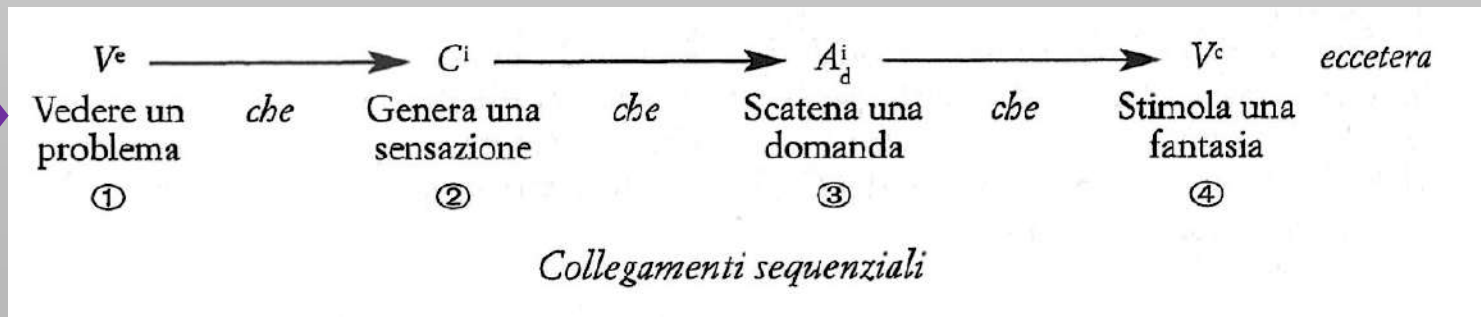 Vᵉ Cⁱ Aⁱd Vᶜ eccetera
Vedere un che Genera una che Scatena una che Stimola una
problema sensazione domanda fantasia
① ② ③ ④
Collegamenti sequenziali